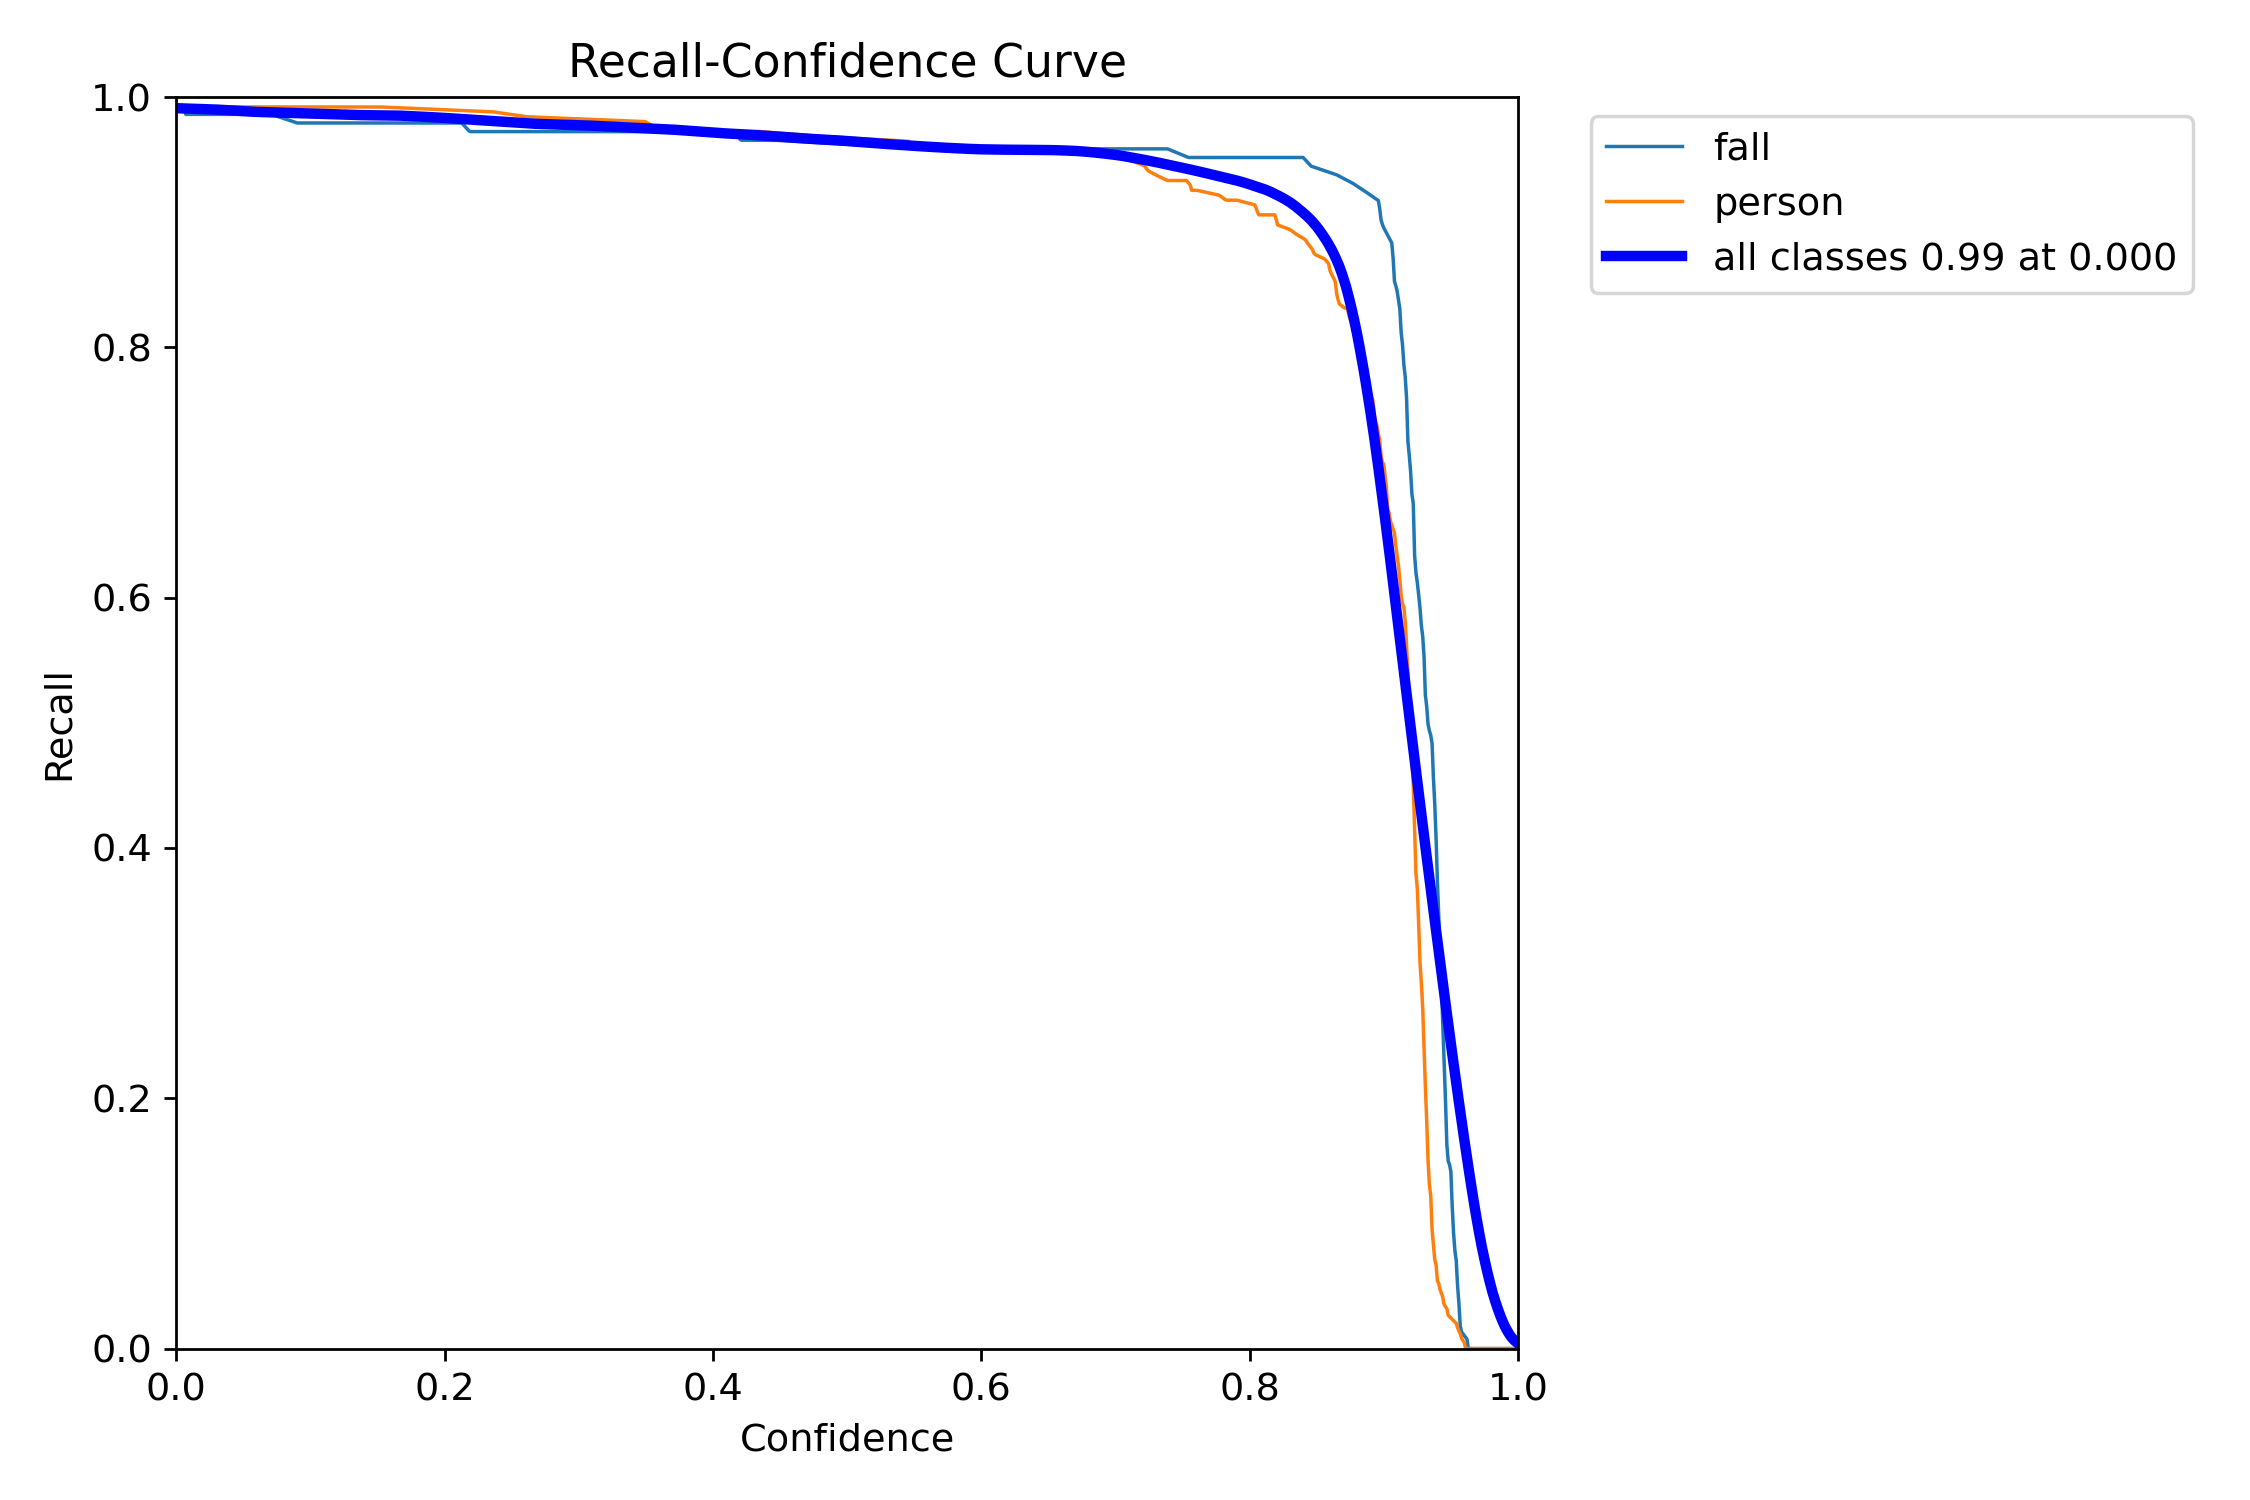 Recall-Confidence Curve
1.0
0.8
0.6
0.4
0.2
0.0
Recall
0.0 0.2 0.4 0.6 0.8 1.0
Confidence
fall
person
all classes 0.99 at 0.000